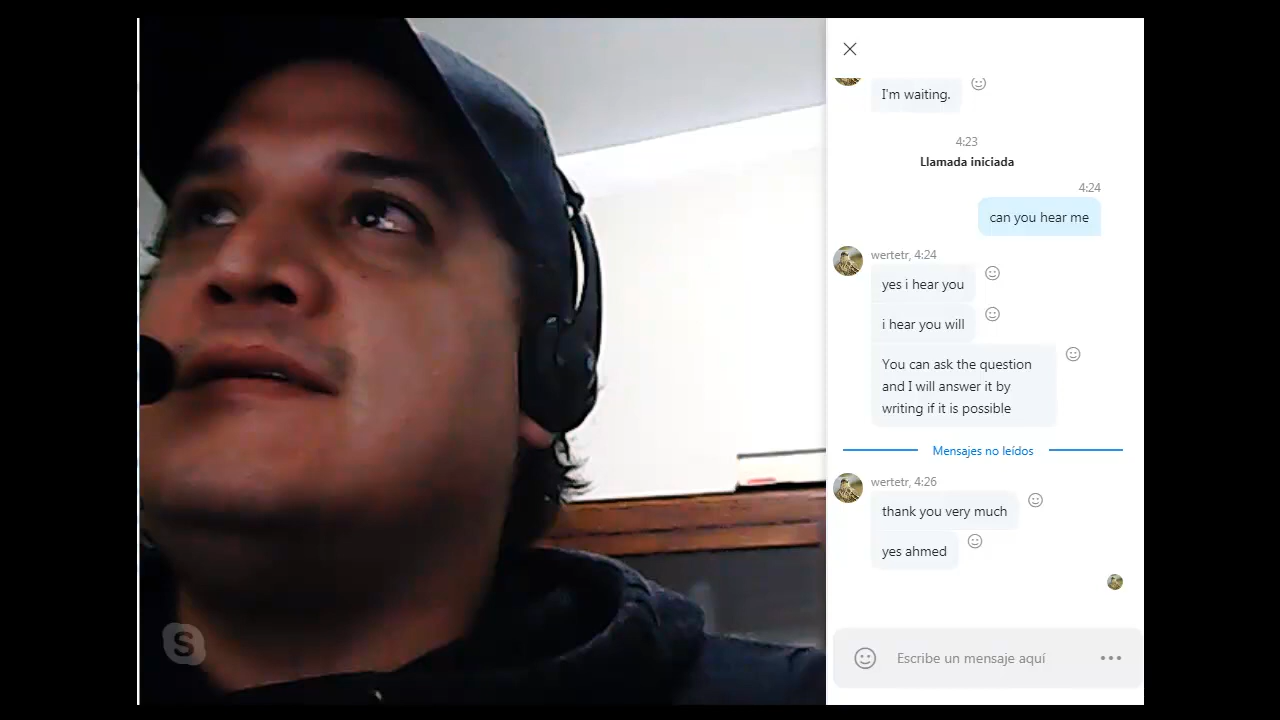 I'm waiting.
4:23
Llamada iniciada
4:24
can you hear me
wertetr, 4:24
yes i hear you
i hear you will
You can ask the question
and I will answer it by
writing if it is possible
Mensajes no leídos
wertetr, 4:26
thank you very much
yes ahmed
S
Escribe un mensaje aquí